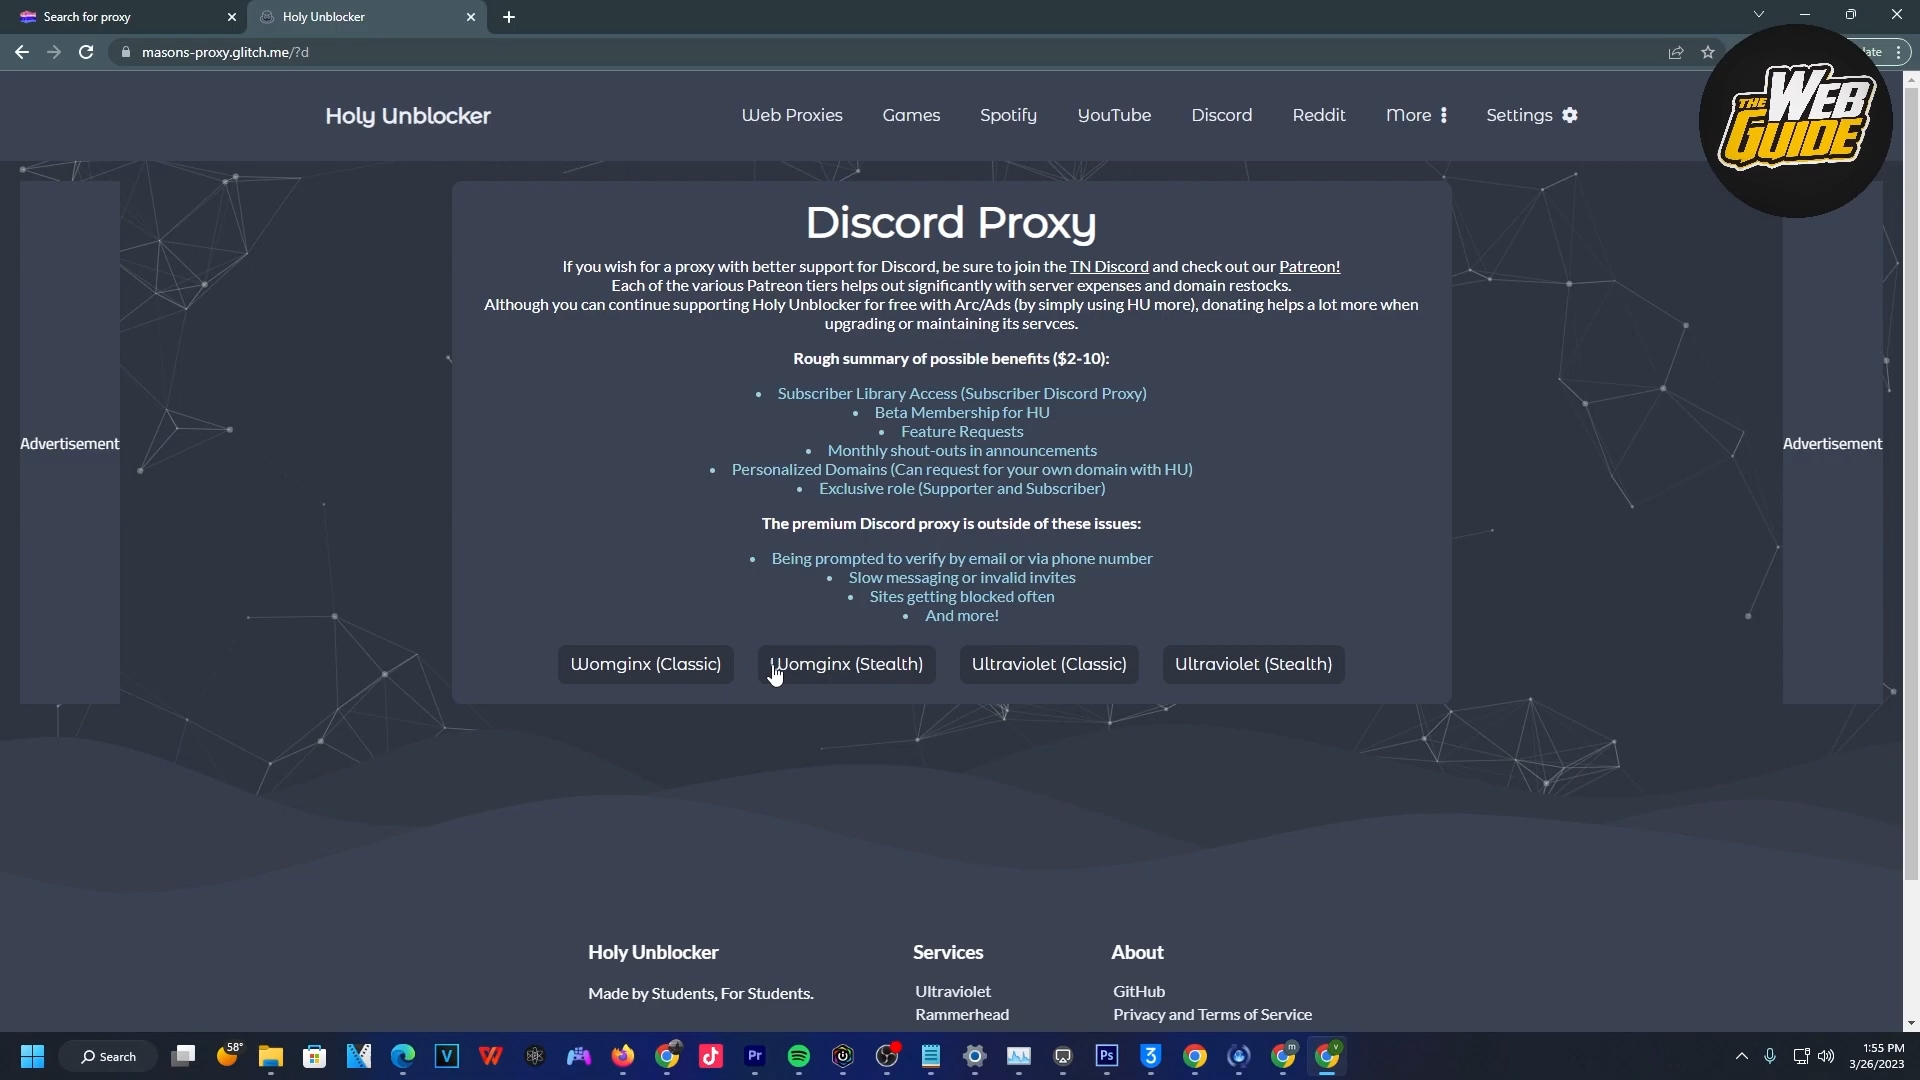 Search for proxy
Holy Unblocker
masons-proxy.glitch.me/?d
THE WEB GUIDE
Holy Unblocker
Web Proxies
Games
Spotify
YouTube
Discord
Reddit
More
Settings
Discord Proxy
If you wish for a proxy with better support for Discord, be sure to join the TN Discord and check out our Patreon!
Each of the various Patreon tiers helps out significantly with server expenses and domain restocks.
Although you can continue supporting Holy Unblocker for free with Arc/Ads (by simply using HU more), donating helps a lot more when
upgrading or maintaining its servces.
Rough summary of possible benefits ($2-10):
• Subscriber Library Access (Subscriber Discord Proxy)
• Beta Membership for HU
• Feature Requests
• Monthly shout-outs in announcements
• Personalized Domains (Can request for your own domain with HU)
• Exclusive role (Supporter and Subscriber)
The premium Discord proxy is outside of these issues:
• Being prompted to verify by email or via phone number
• Slow messaging or invalid invites
• Sites getting blocked often
• And more!
Womginx (Classic)
Womginx (Stealth)
Ultraviolet (Classic)
Ultraviolet (Stealth)
Advertisement
Advertisement
Holy Unblocker
Made by Students, For Students.
Services
Ultraviolet
Rammerhead
About
GitHub
Privacy and Terms of Service
Search
58°
V
Pr
Ps
3
m
v
1:55 PM
3/26/2023